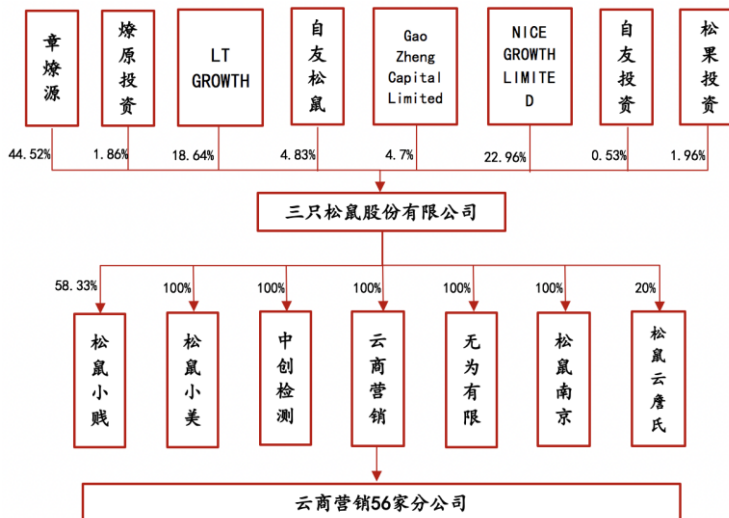 章燎源
燎原投资
LT
GROWTH
自友松鼠
Gao
Zheng
Capital
Limited
NICE
GROWTH
LIMITE
D
自友投资
松果投资
44.52%
1.86%
18.64%
4.83%
4.7%
22.96%
0.53%
1.96%
三只松鼠股份有限公司
58.33%
100%
100%
100%
100%
100%
20%
松鼠小贱
松鼠小美
中创检测
云商营销
无为有限
松鼠南京
松鼠云詹氏
云商营销56家分公司